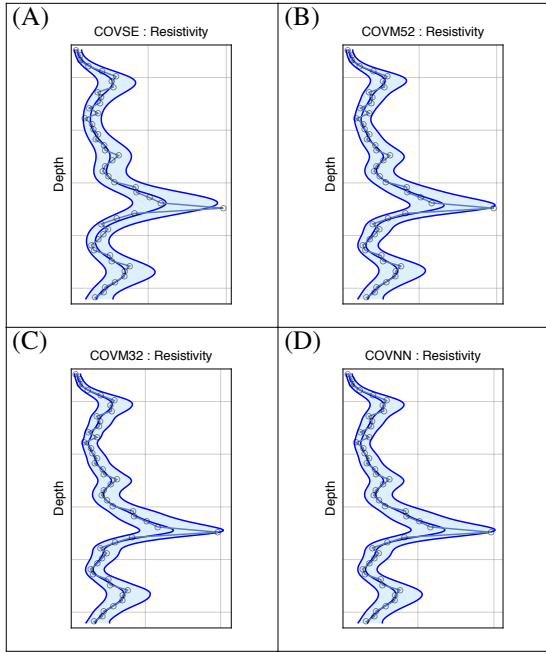 (A)
COVSE : Resistivity
Depth
(B)
COVM52 : Resistivity
Depth
(C)
COVM32 : Resistivity
Depth
(D)
COVNN : Resistivity
Depth